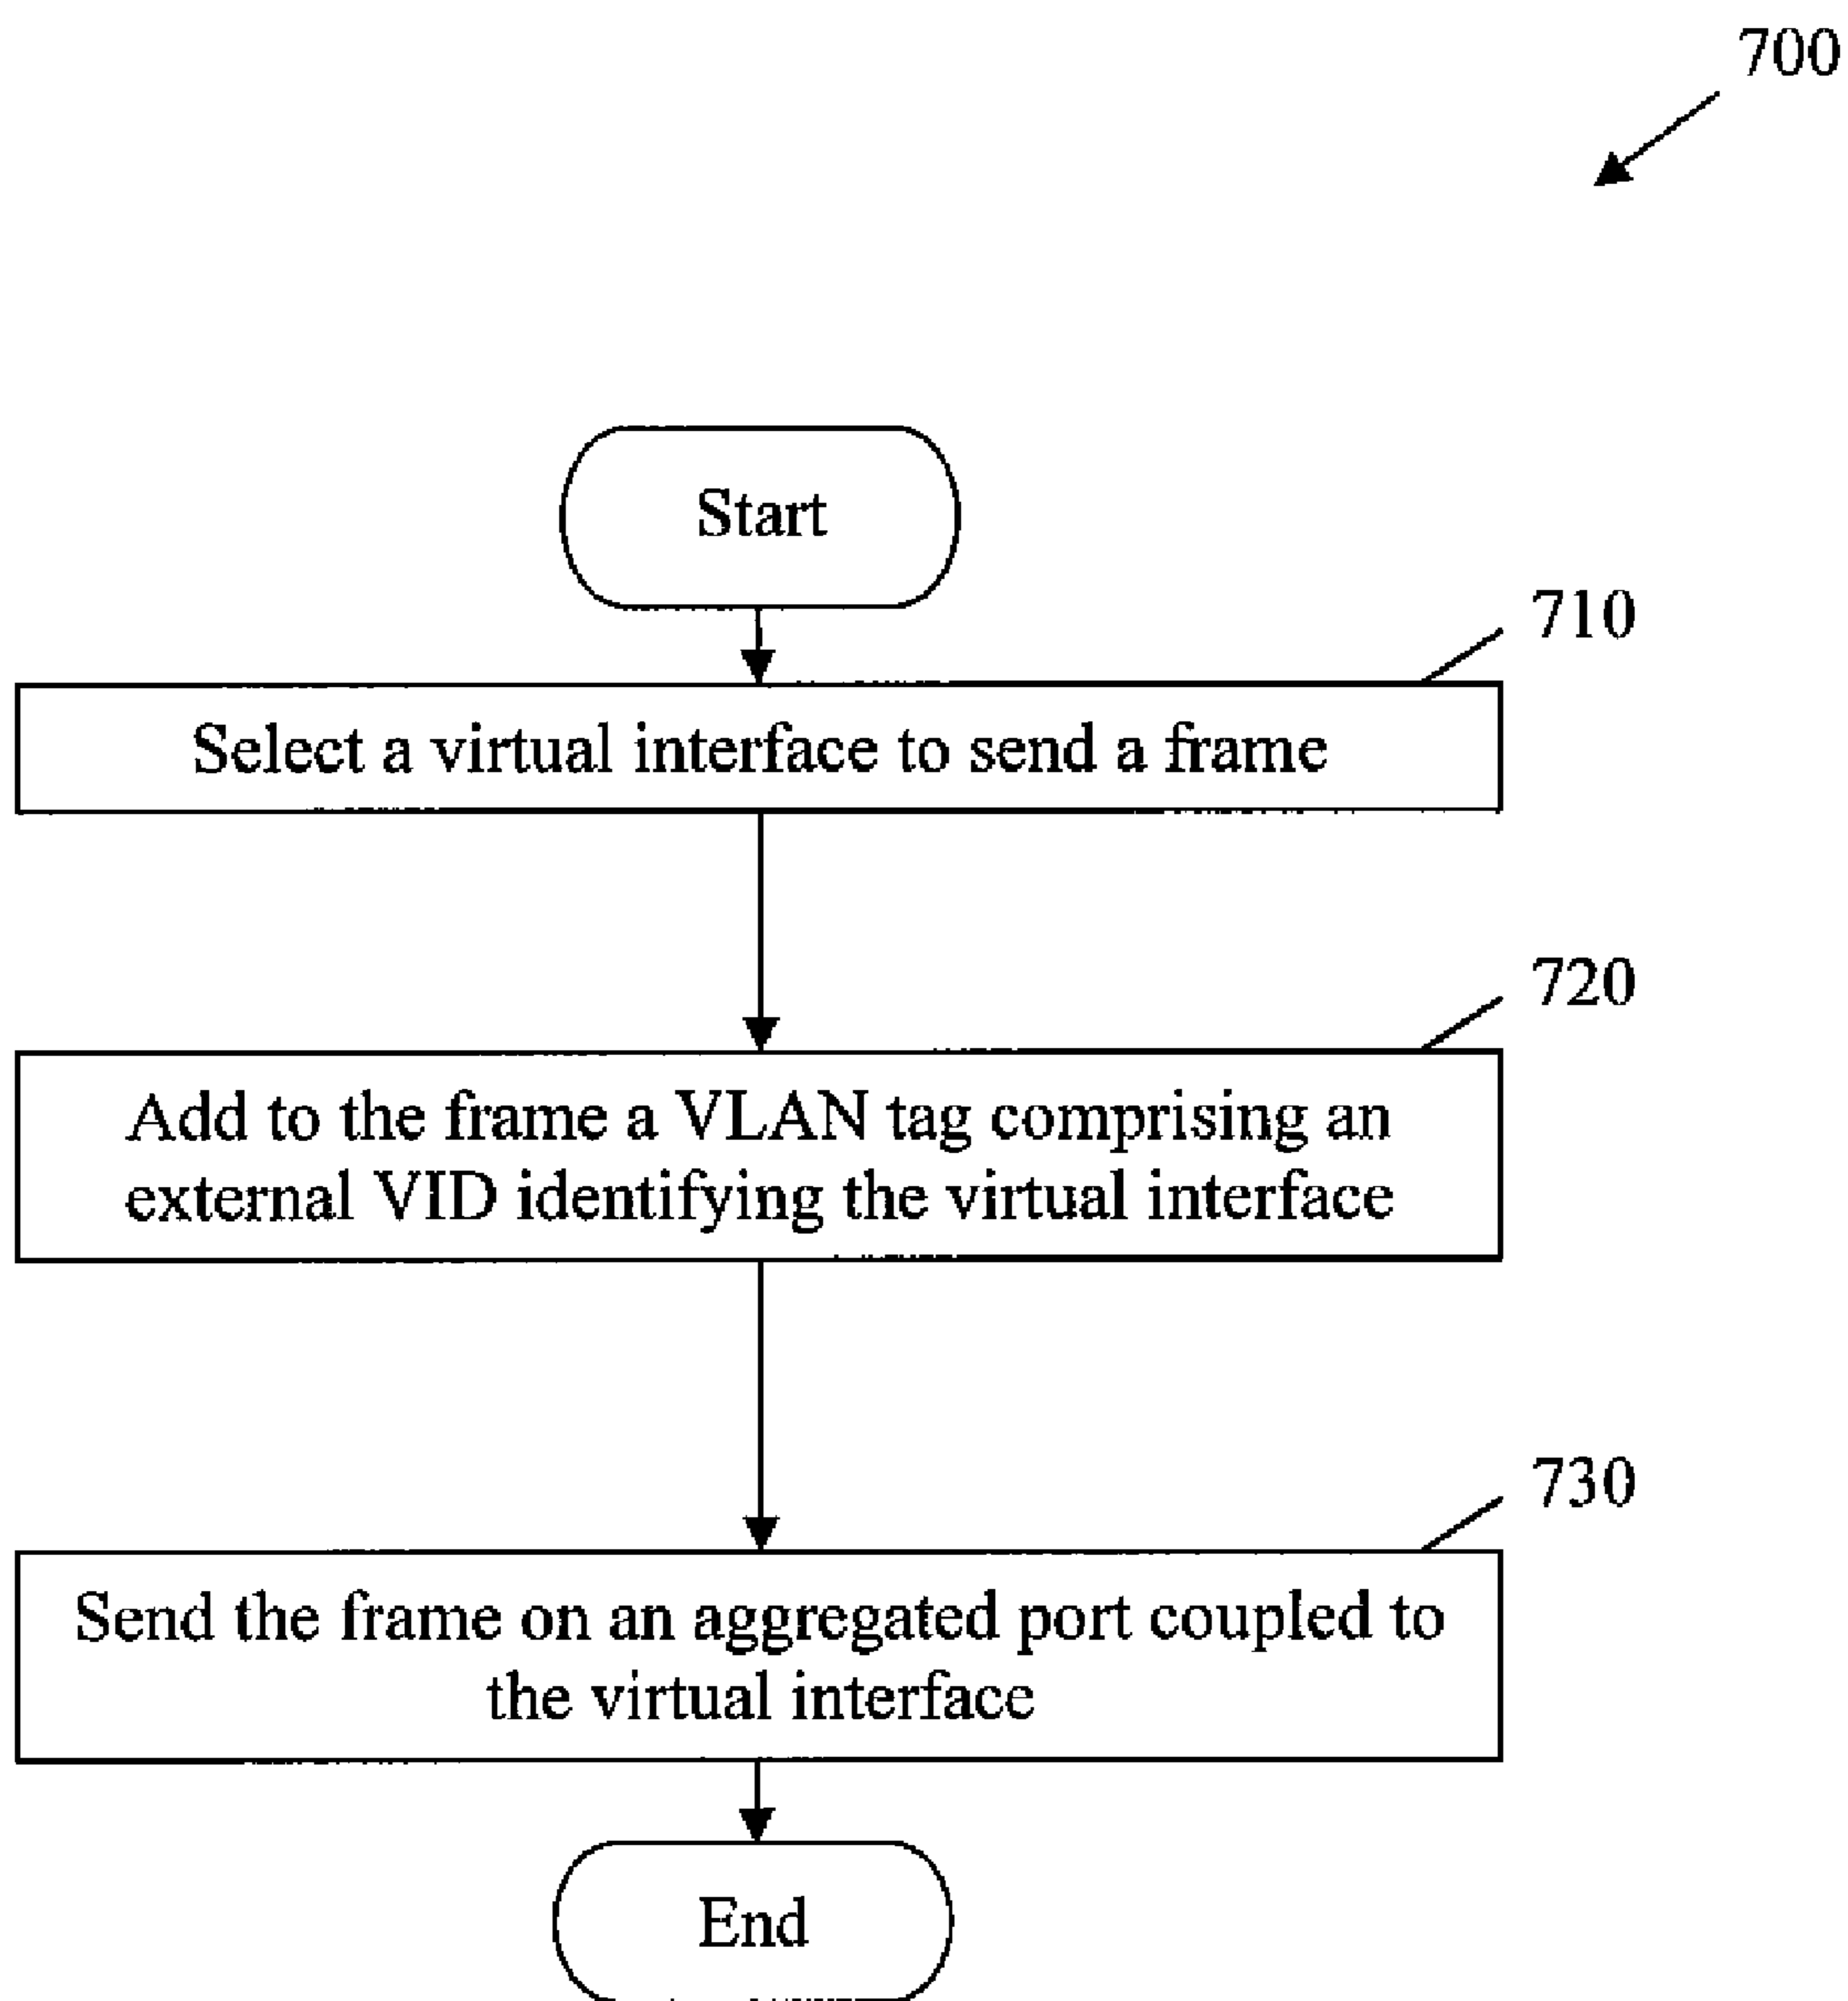 700
Start
710
Select a virtual interface to send a frame
720
Add to the frame a VLAN tag comprising an
external VID identifying the virtual interface
730
Send the frame on an aggregated port coupled to
the virtual interface
End